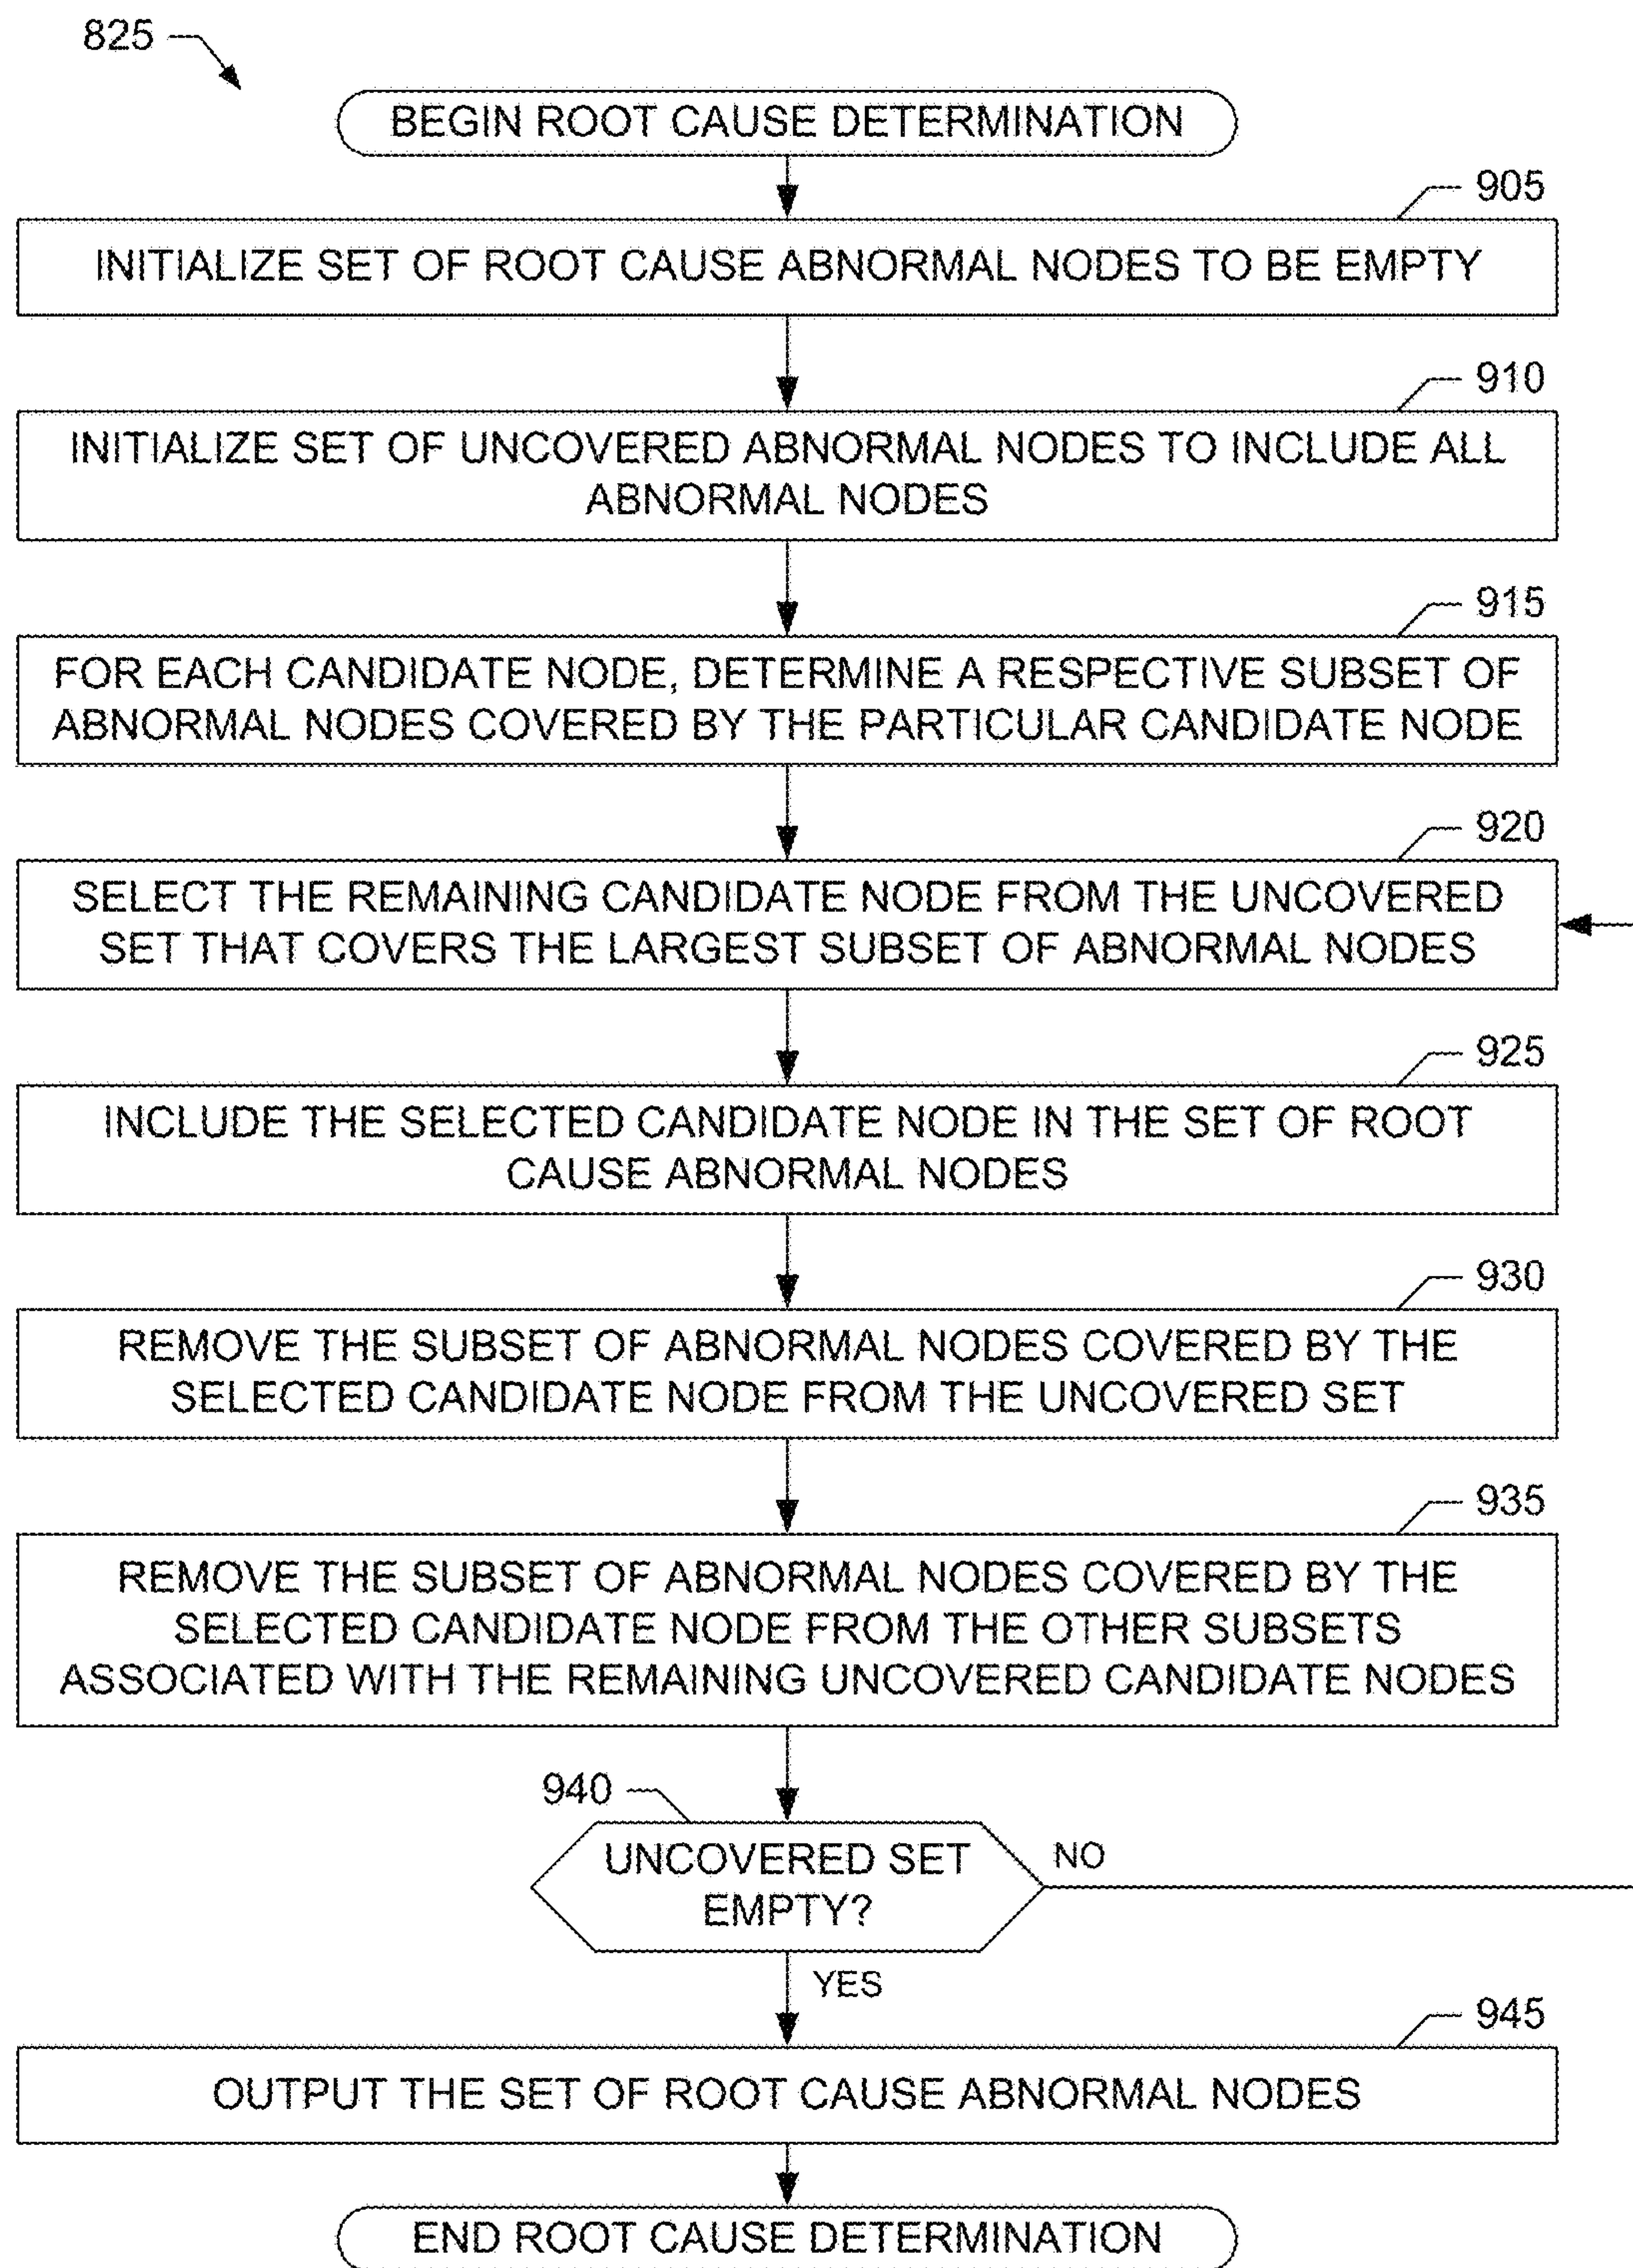 825
BEGIN ROOT CAUSE DETERMINATION
905
INITIALIZE SET OF ROOT CAUSE ABNORMAL NODES TO BE EMPTY
910
INITIALIZE SET OF UNCOVERED ABNORMAL NODES TO INCLUDE ALL
ABNORMAL NODES
915
FOR EACH CANDIDATE NODE, DETERMINE A RESPECTIVE SUBSET OF
ABNORMAL NODES COVERED BY THE PARTICULAR CANDIDATE NODE
920
SELECT THE REMAINING CANDIDATE NODE FROM THE UNCOVERED
SET THAT COVERS THE LARGEST SUBSET OF ABNORMAL NODES
925
INCLUDE THE SELECTED CANDIDATE NODE IN THE SET OF ROOT
CAUSE ABNORMAL NODES
930
REMOVE THE SUBSET OF ABNORMAL NODES COVERED BY THE
SELECTED CANDIDATE NODE FROM THE UNCOVERED SET
935
REMOVE THE SUBSET OF ABNORMAL NODES COVERED BY THE
SELECTED CANDIDATE NODE FROM THE OTHER SUBSETS
ASSOCIATED WITH THE REMAINING UNCOVERED CANDIDATE NODES
940
UNCOVERED SET
EMPTY?
NO
YES
945
OUTPUT THE SET OF ROOT CAUSE ABNORMAL NODES
END ROOT CAUSE DETERMINATION